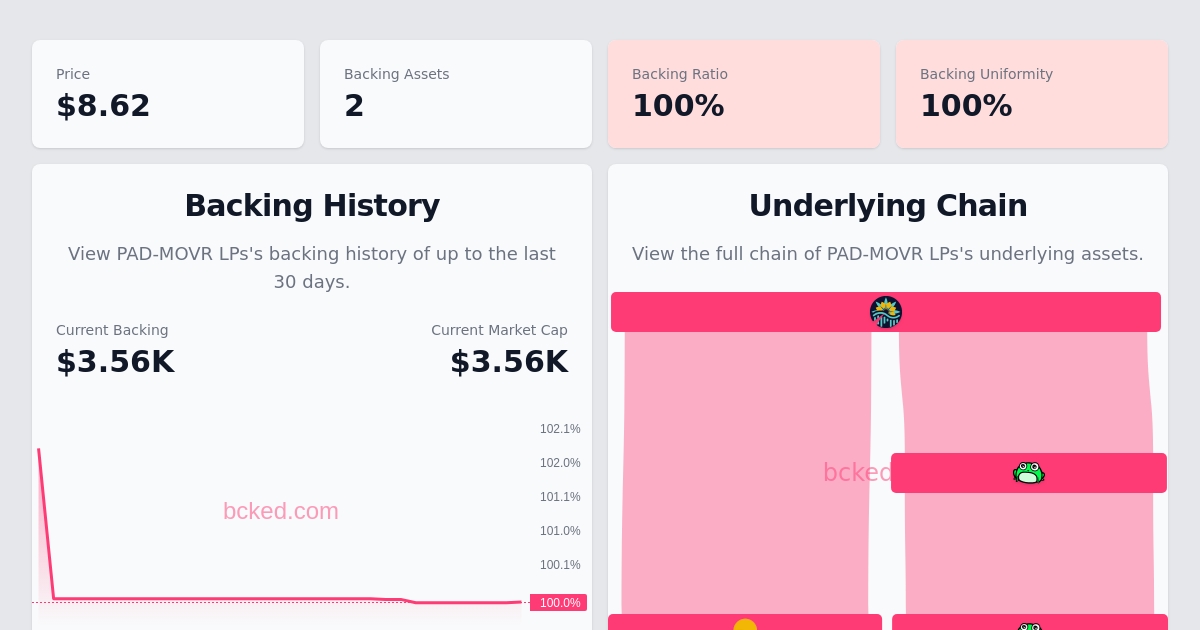 Price
$8.62
Backing Assets
2
Backing Ratio
100%
Backing Uniformity
100%
Backing History
View PAD-MOVR LPs's backing history of up to the last
30 days.
Current Backing
$3.56K
Current Market Cap
$3.56K
102.1%
102.0%
101.1%
101.0%
100.1%
100.0%
bcked.com
Underlying Chain
View the full chain of PAD-MOVR LPs's underlying assets.
bcked